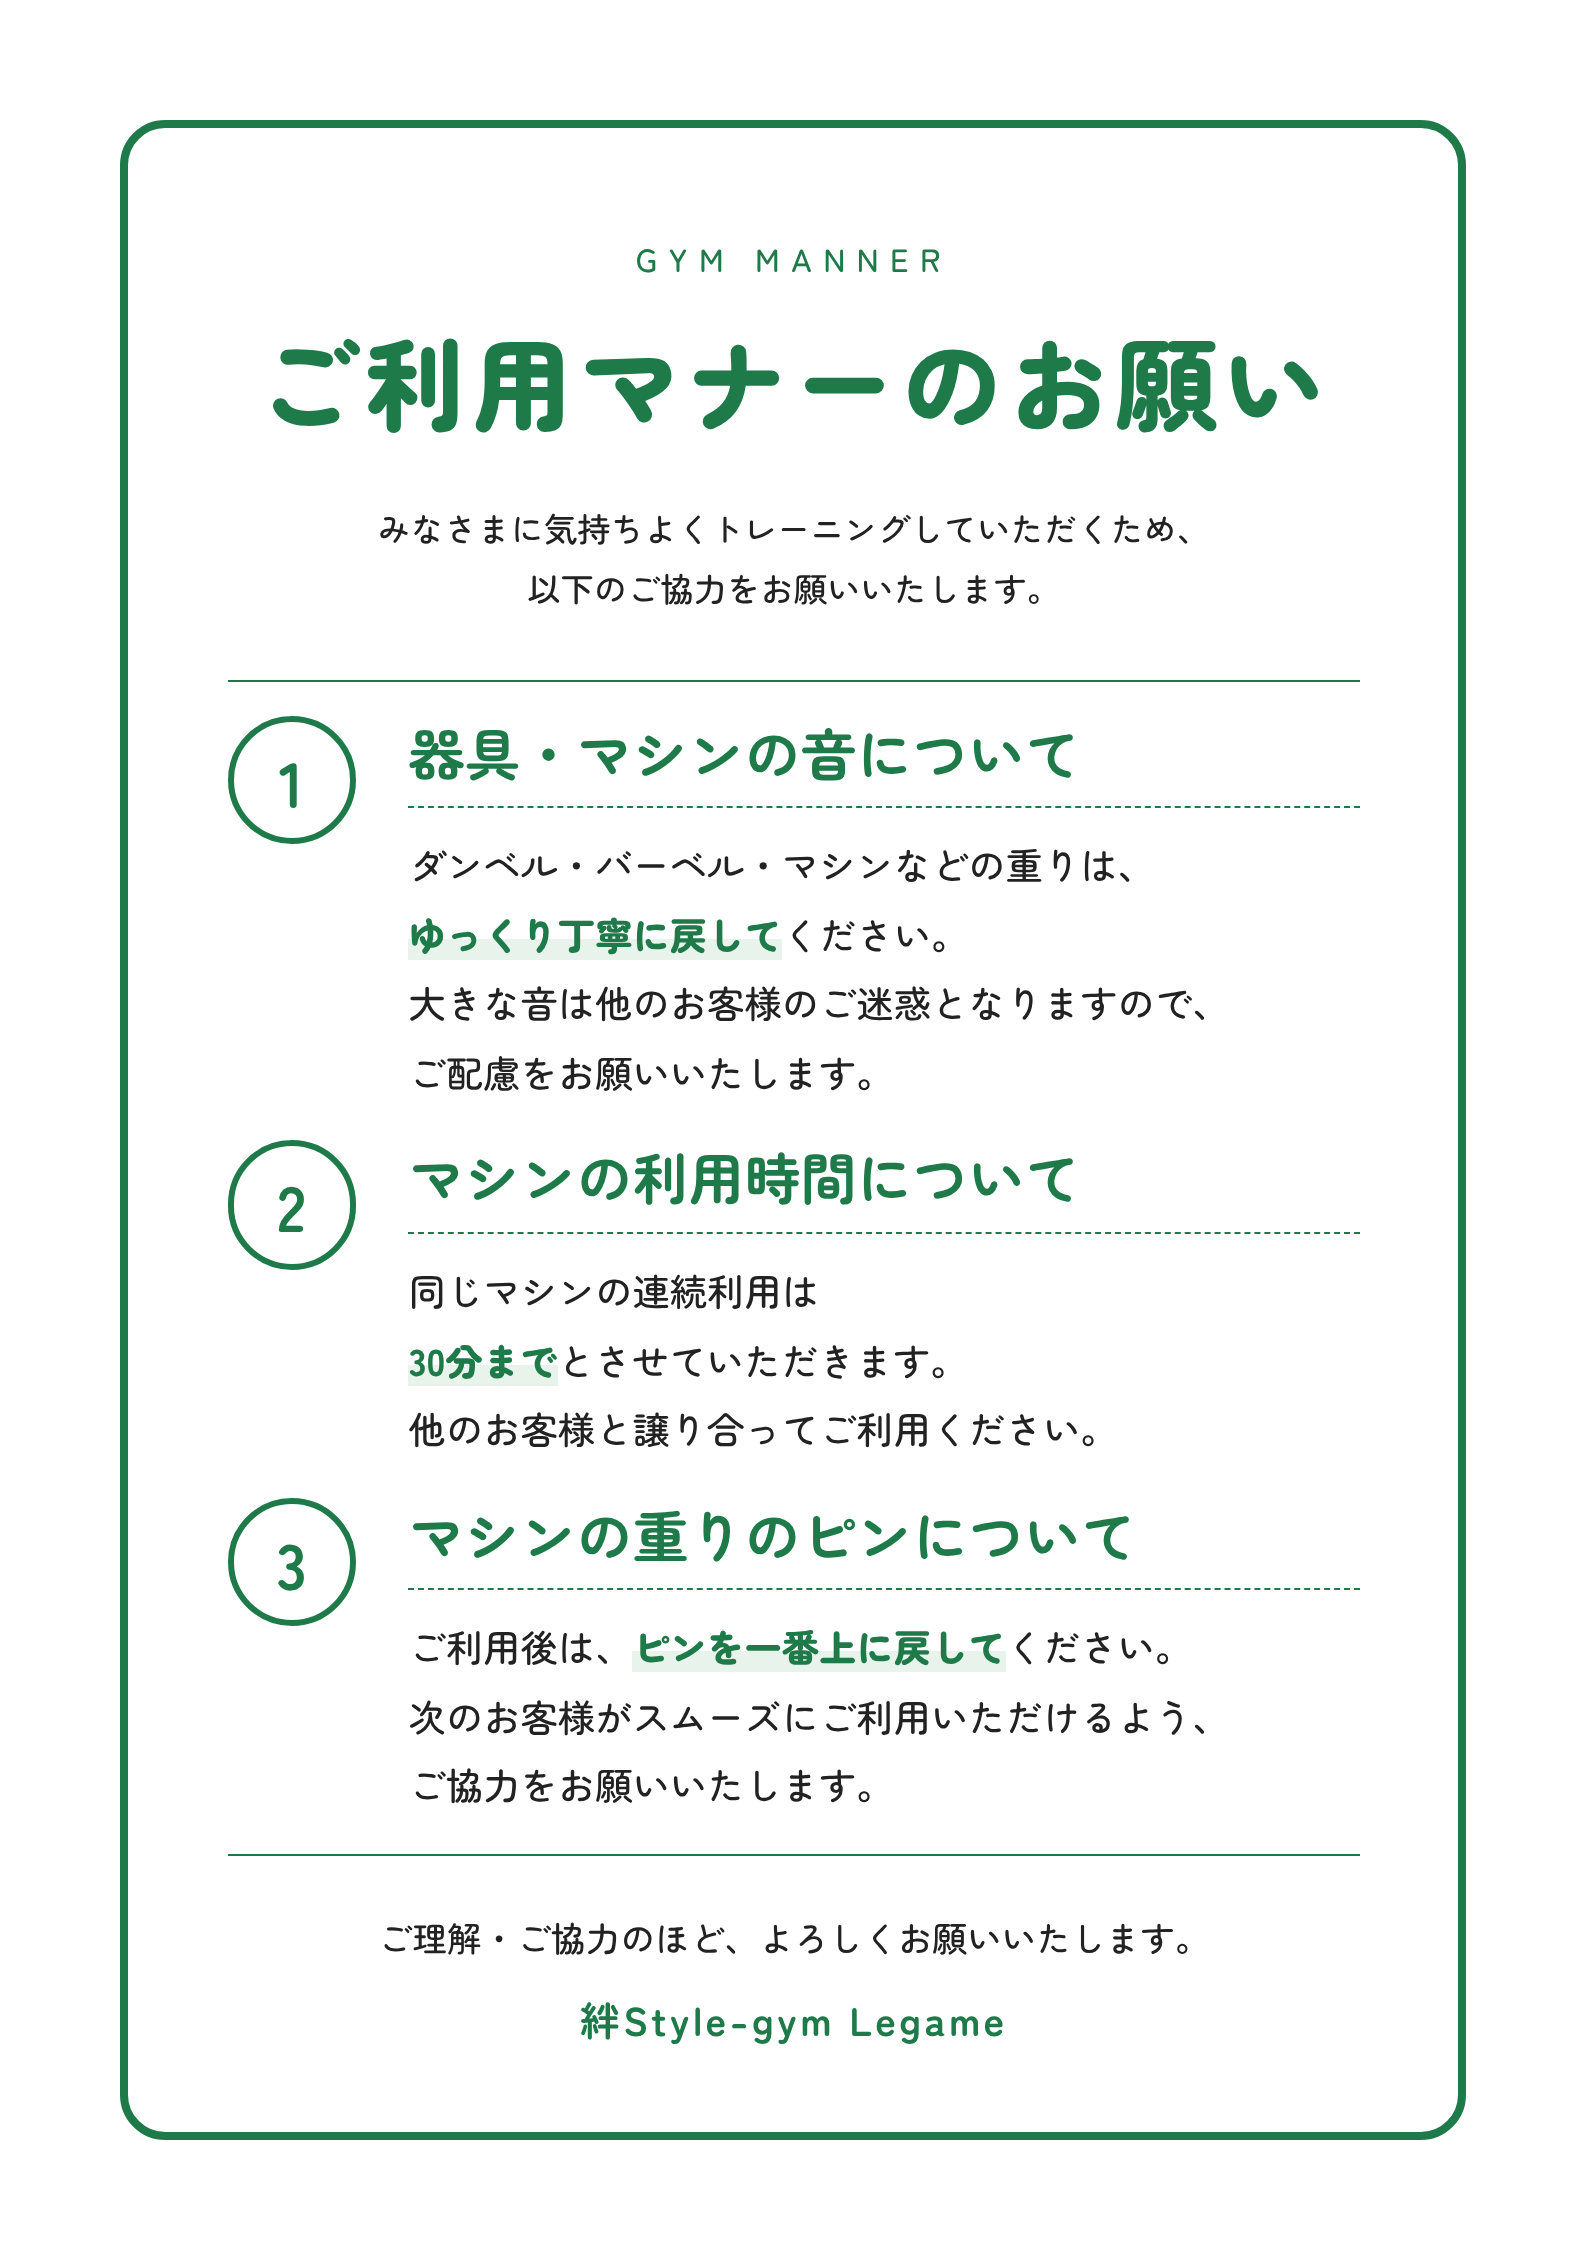 GYM MANNER
ご利用マナーのお願い
みなさまに気持ちよくトレーニングしていただくため、
以下のご協力をお願いいたします。
1
器具・マシンの音について
ダンベル・バーベル・マシンなどの重りは、
ゆっくり丁寧に戻してください。
大きな音は他のお客様のご迷惑となりますので、
ご配慮をお願いいたします。
2
マシンの利用時間について
同じマシンの連続利用は
30分までとさせていただきます。
他のお客様と譲り合ってご利用ください。
3
マシンの重りのピンについて
ご利用後は、ピンを一番上に戻してください。
次のお客様がスムーズにご利用いただけるよう、
ご協力をお願いいたします。
ご理解・ご協力のほど、よろしくお願いいたします。
絆Style-gym Legame